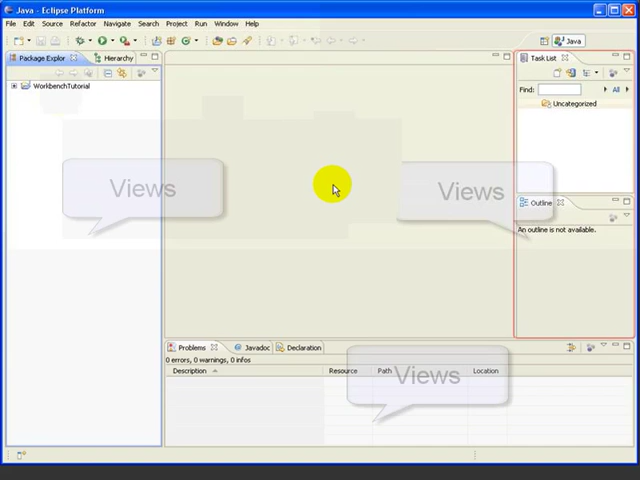 Java - Eclipse Platform
File Edit Source Refactor Navigate Search Project Run Window Help
Java
Package Explor Hierarchy
WorkbenchTutorial
Task List
Find: All
Uncategorized
Outline
An outline is not available.
Views
Views
Problems Javadoc Declaration
0 errors, 0 warnings, 0 infos
Description Resource Path Location
Views